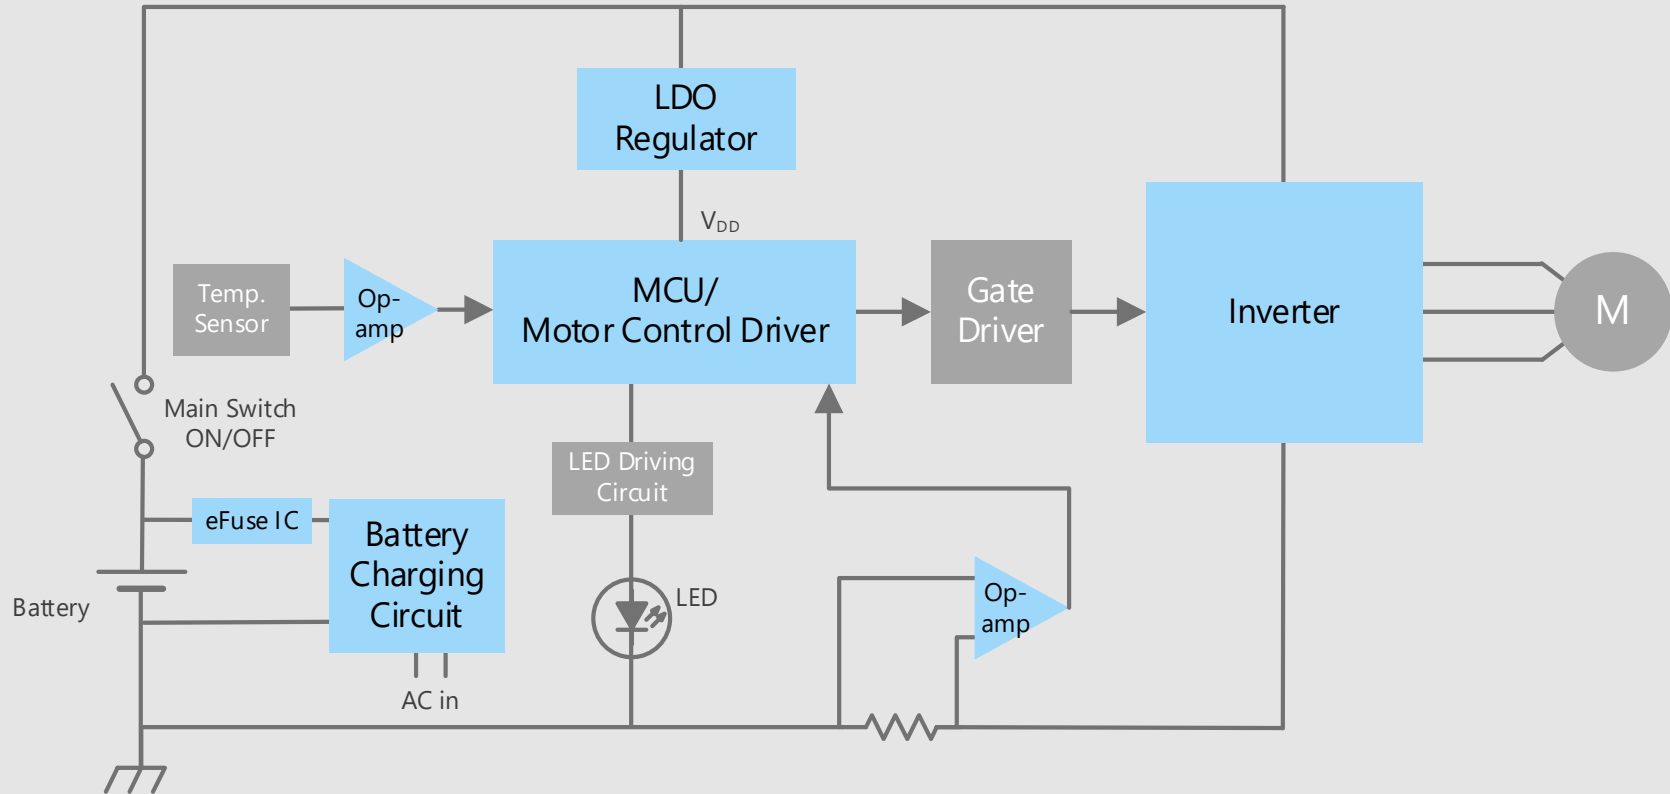 LDO
Regulator
VDD
Temp.
Sensor
Op-
amp
MCU/
Motor Control Driver
Gate
Driver
Inverter
M
Main Switch
ON/OFF
LED Driving
Circuit
eFuse IC
Battery
Charging
Circuit
Battery
LED
Op-
amp
AC in